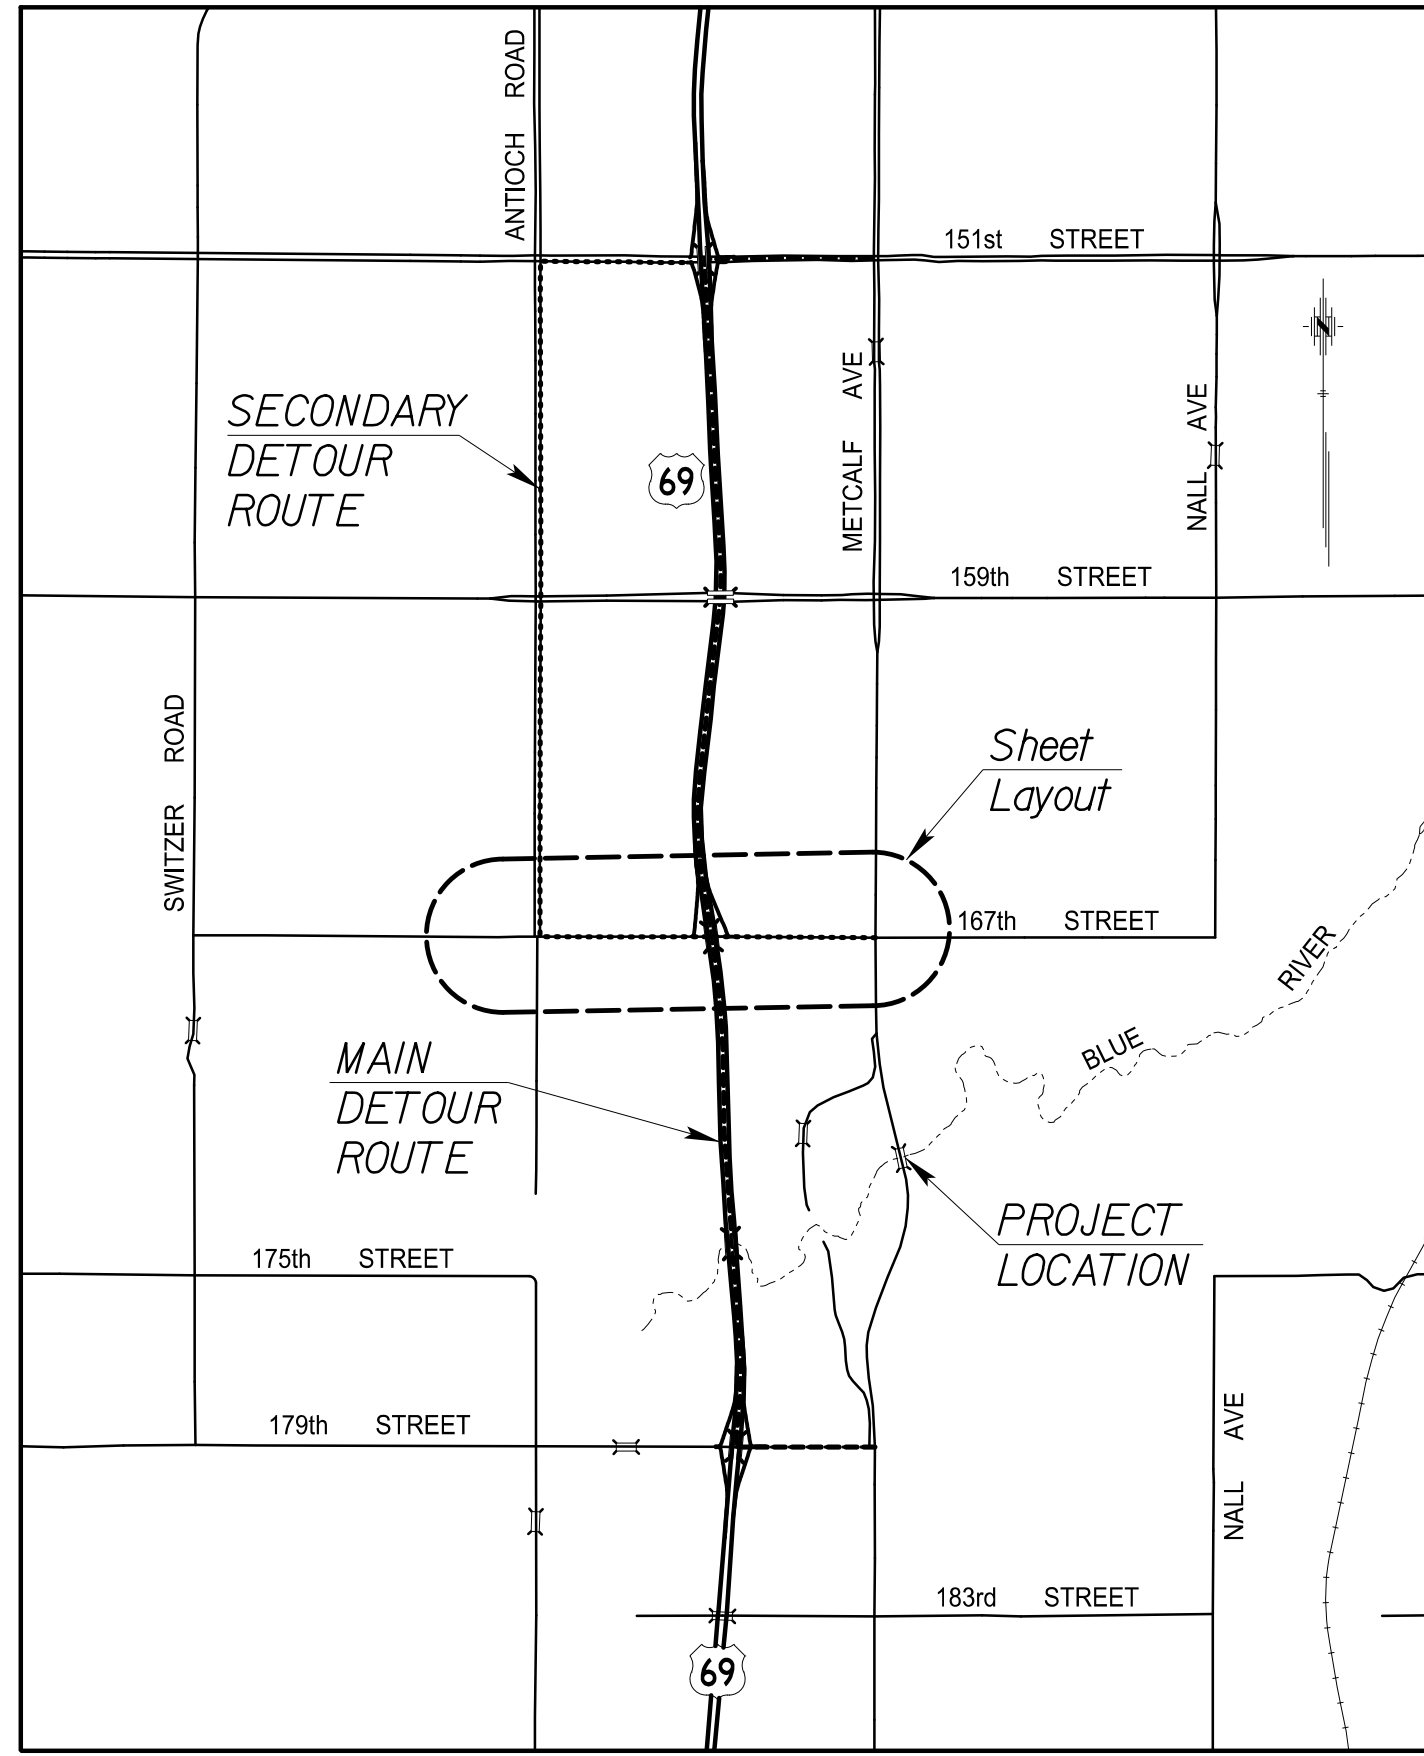 ANTIOCH ROAD
151st STREET
N
METCALF AVE
NALL AVE
SECONDARY
DETOUR
ROUTE
69
159th STREET
SWITZER ROAD
Sheet
Layout
167th STREET
BLUE RIVER
MAIN
DETOUR
ROUTE
PROJECT
LOCATION
175th STREET
179th STREET
NALL AVE
183rd STREET
69